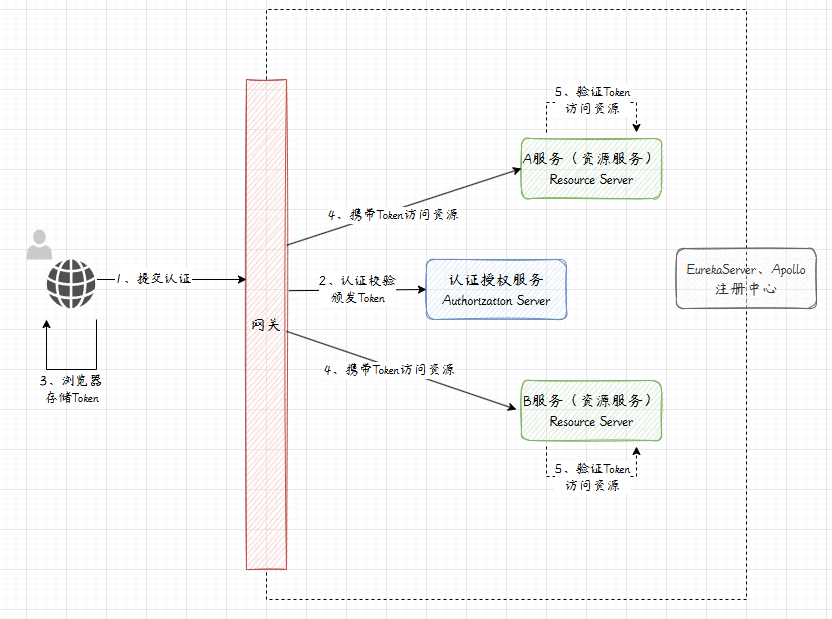 5、验证Token
访问资源
A服务（资源服务）
Resource Server
4、携带Token访问资源
1、提交认证
2、认证校验
颁发Token
认证授权服务
Authorization Server
EurekaServer、Apollo
注册中心
网关
3、浏览器
存储Token
4、携带Token访问资源
B服务（资源服务）
Resource Server
5、验证Token
访问资源